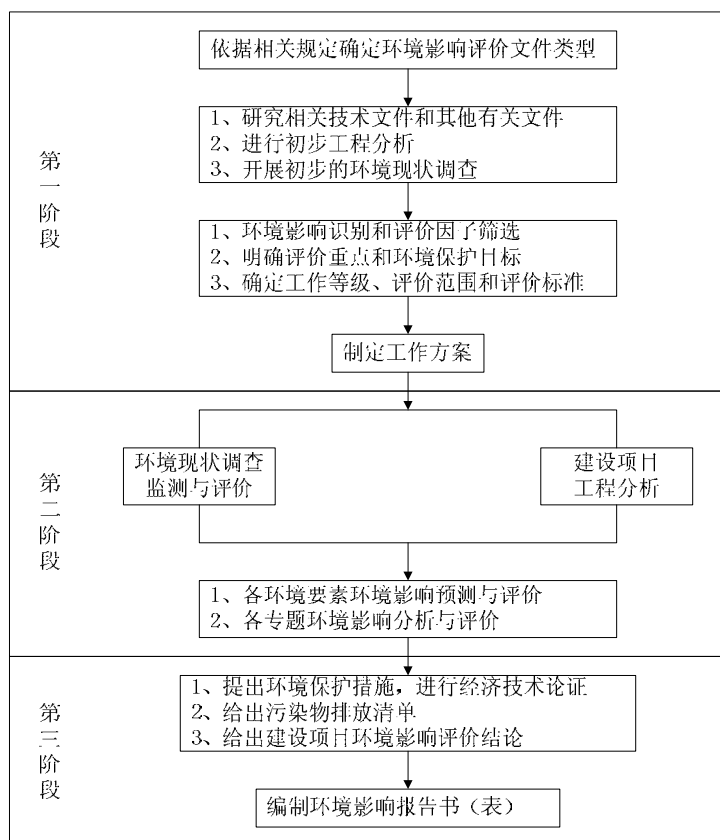 第一阶段
依据相关规定确定环境影响评价文件类型
1、研究相关技术文件和其他有关文件
2、进行初步工程分析
3、开展初步的环境现状调查
1、环境影响识别和评价因子筛选
2、明确评价重点和环境保护目标
3、确定工作等级、评价范围和评价标准
制定工作方案
第二阶段
环境现状调查
监测与评价
建设项目
工程分析
1、各环境要素环境影响预测与评价
2、各专题环境影响分析与评价
第三阶段
1、提出环境保护措施，进行经济技术论证
2、给出污染物排放清单
3、给出建设项目环境影响评价结论
编制环境影响报告书（表）